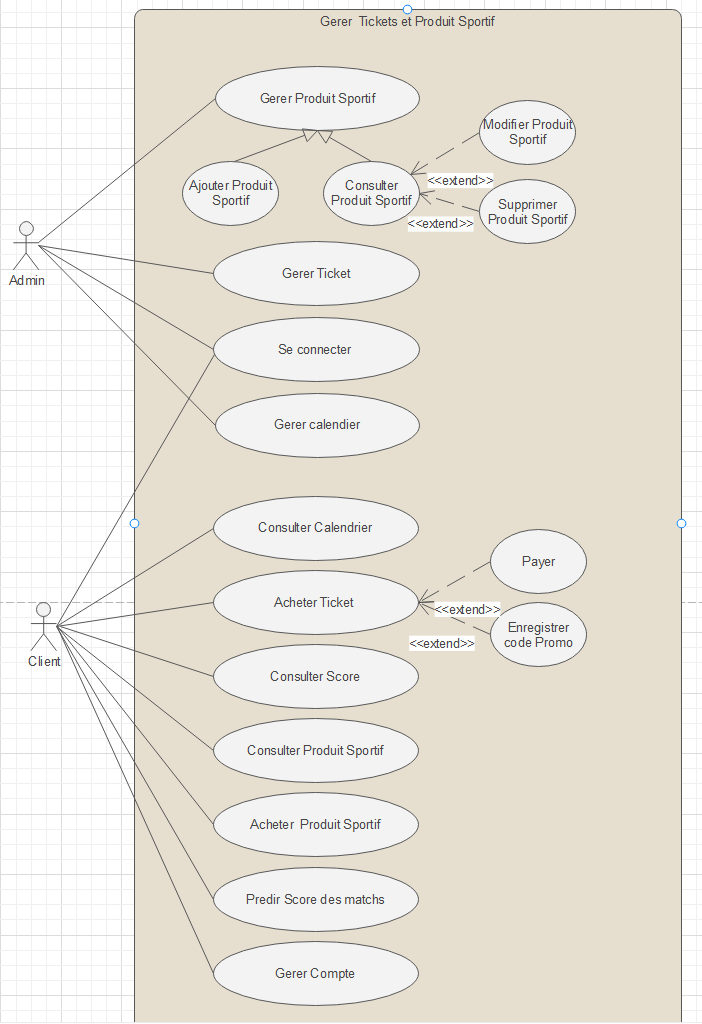 Gerer Tickets et Produit Sportif
Gerer Produit Sportif
Modifier Produit
Sportif
Ajouter Produit
Sportif
Consulter
Produit Sportif
<<extend>>
Supprimer
Produit Sportif
<<extend>>
Admin
Gerer Ticket
Se connecter
Gerer calendier
Consulter Calendrier
Payer
Acheter Ticket
<<extend>>
Enregistrer
code Promo
<<extend>>
Client
Consulter Score
Consulter Produit Sportif
Acheter Produit Sportif
Predir Score des matchs
Gerer Compte